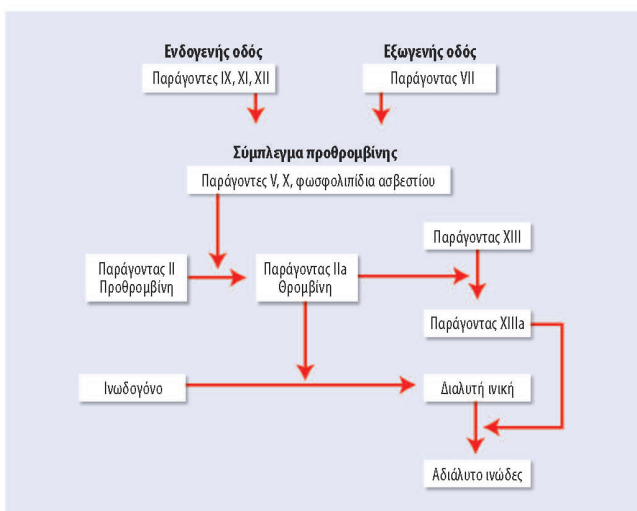 Ενδογενής οδός
Παράγοντες IX, XI, XII
Εξωγενής οδός
Παράγοντας VII
Σύμπλεγμα προθρομβίνης
Παράγοντες V, X, φωσφολιπίδια ασβεστίου
Παράγοντας XIII
Παράγοντας II
Προθρομβίνη
Παράγοντας IIa
Θρομβίνη
Παράγοντας XIIIa
Ινωδογόνο
Διαλυτή ινική
Αδιάλυτο ινώδες